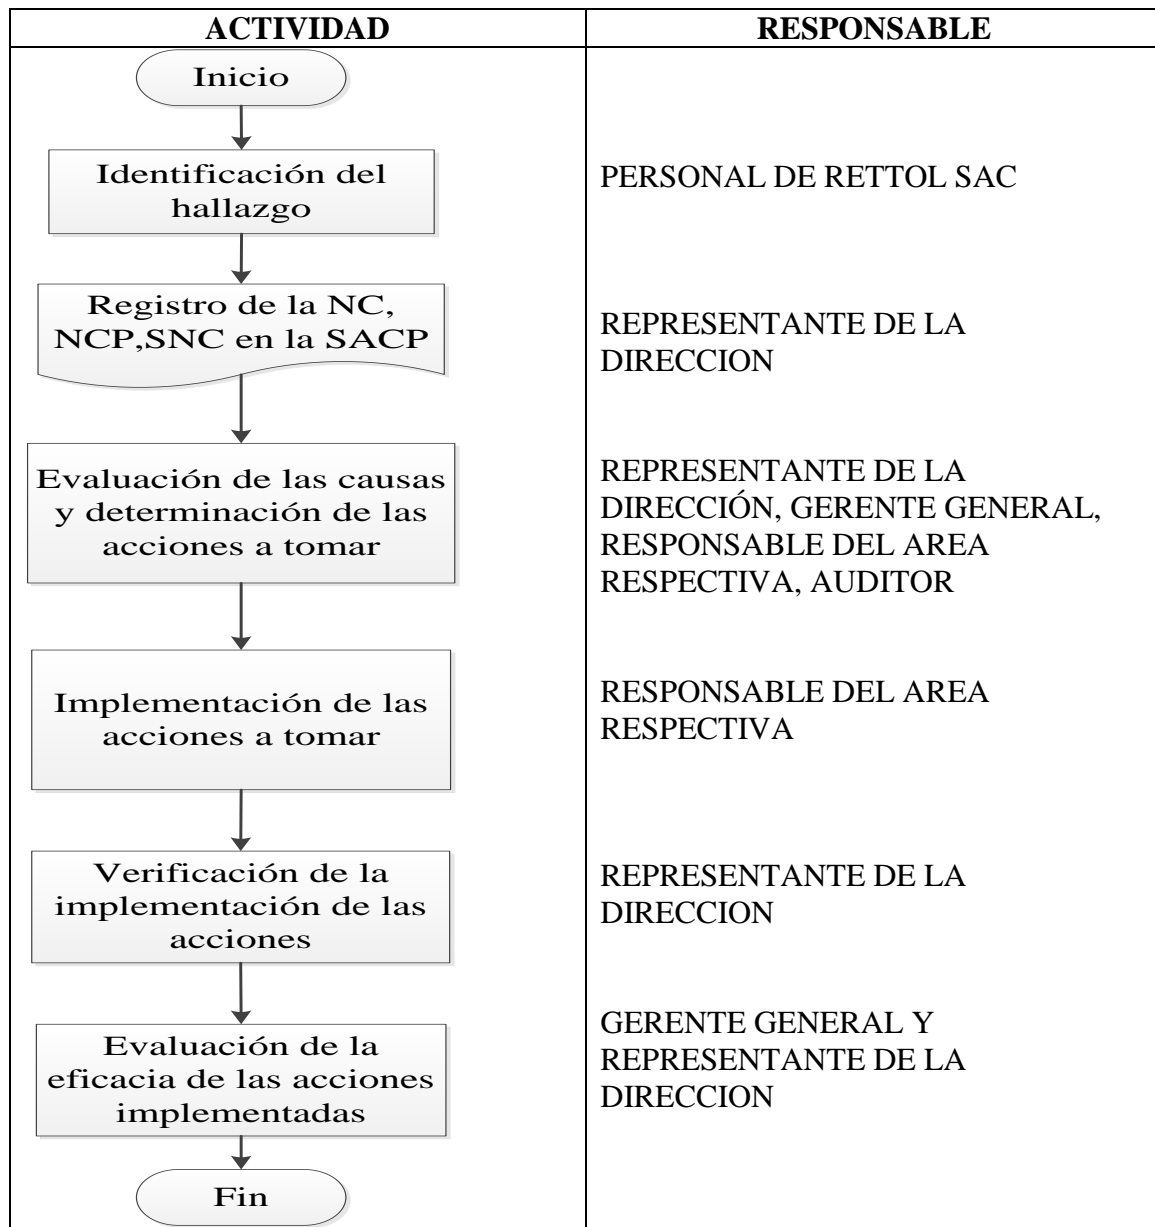 ACTIVIDAD
RESPONSABLE
Inicio
Identificación del
hallazgo
PERSONAL DE RETTOL SAC
Registro de la NC,
NCP,SNC en la SACP
REPRESENTANTE DE LA
DIRECCION
Evaluación de las causas
y determinación de las
acciones a tomar
REPRESENTANTE DE LA
DIRECCIÓN, GERENTE GENERAL,
RESPONSABLE DEL AREA
RESPECTIVA, AUDITOR
Implementación de las
acciones a tomar
RESPONSABLE DEL AREA
RESPECTIVA
Verificación de la
implementación de las
acciones
REPRESENTANTE DE LA
DIRECCION
Evaluación de la
eficacia de las acciones
implementadas
GERENTE GENERAL Y
REPRESENTANTE DE LA
DIRECCION
Fin